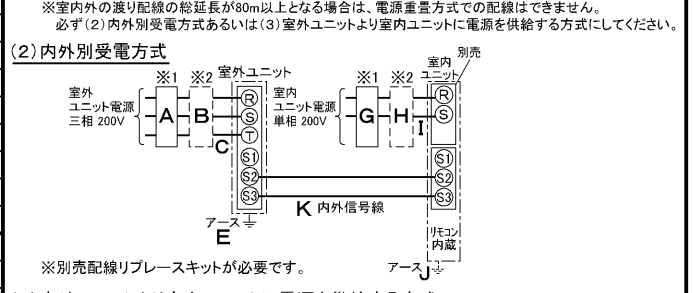 ※室内外の渡り配線の総延長が80m以上となる場合は、電源重畳方式での配線はできません。
必ず(2)内外別受電方式あるいは(3)室外ユニットより室内ユニットに電源を供給する方式にしてください。
(2)内外別受電方式
別売
※1 ※2 室外ユニット
※1 ※2 室内ユニット
室外
ユニット電源
三相 200V
A B C
R
S
T
S1
S2
S3
室内
ユニット電源
単相 200V
G H I
R
S
S1
S2
S3
K 内外信号線
アース
E
リモコン
内蔵
アース J
※別売配線リプレースキットが必要です。